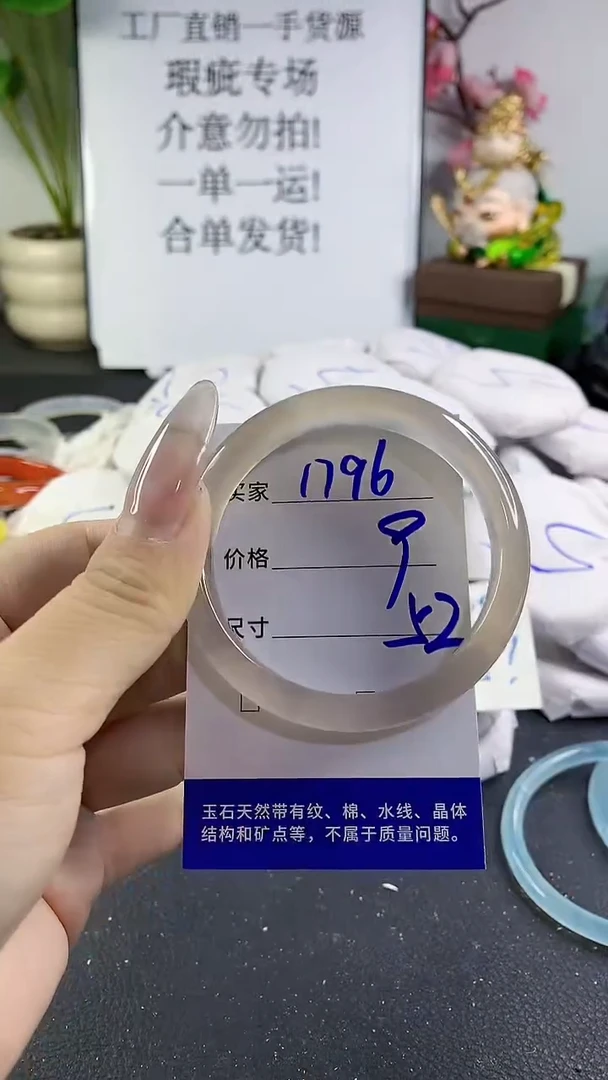 工厂直销一手货源
瑕疵专场
介意勿拍!
一单一运!
合单发货!
买家 1796
价格 9
尺寸 52
玉石天然带有纹、棉、水线、晶体
结构和矿点等，不属于质量问题。